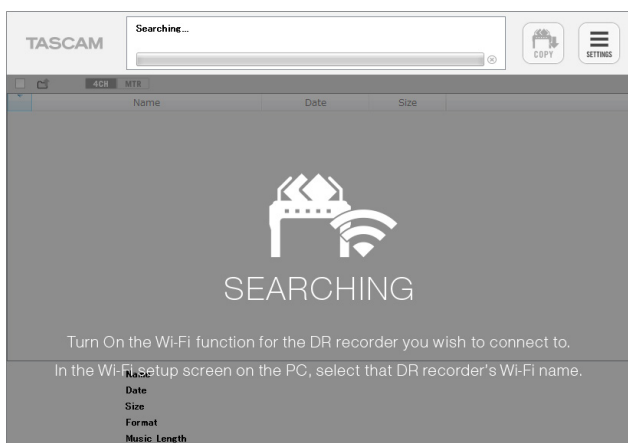 TASCAM
Searching...
COPY
SETTINGS
4CH MTR
Name Date Size
SEARCHING
Turn On the Wi-Fi function for the DR recorder you wish to connect to.
In the Wi-Fi setup screen on the PC, select that DR recorder's Wi-Fi name.
Name
Date
Size
Format
Music Length